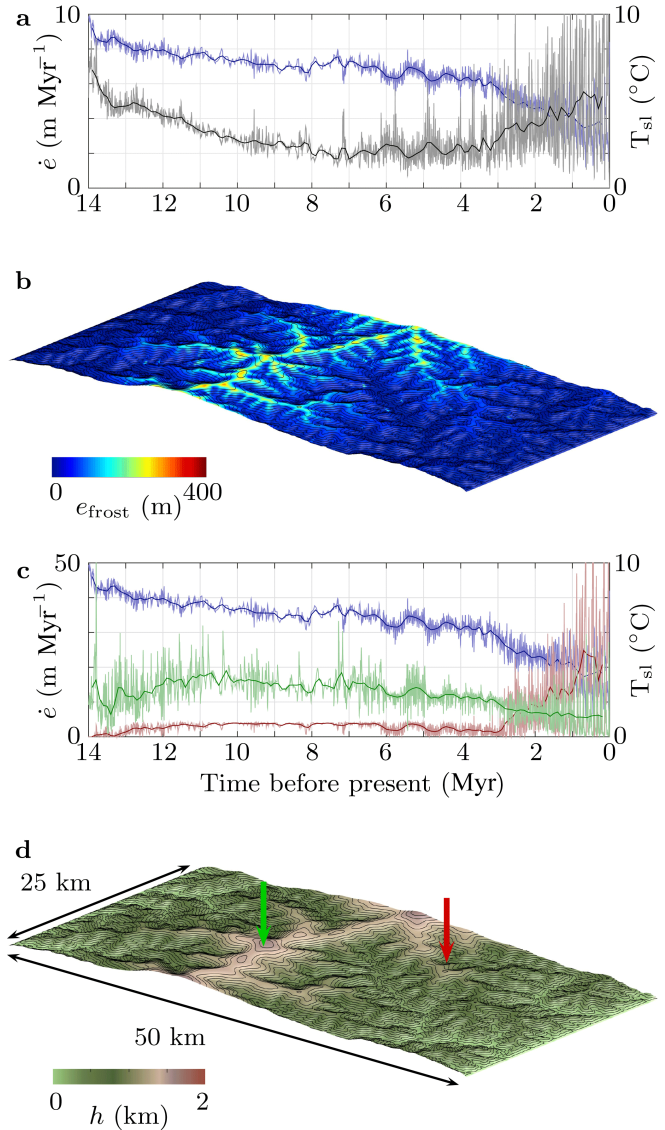 a
10
0
ė (m Myr⁻¹)
10
0
T_sl (°C)
14 12 10 8 6 4 2 0
b
0 400
e_frost (m)
c
50
0
ė (m Myr⁻¹)
10
0
T_sl (°C)
14 12 10 8 6 4 2 0
Time before present (Myr)
d
25 km
50 km
0 2
h (km)